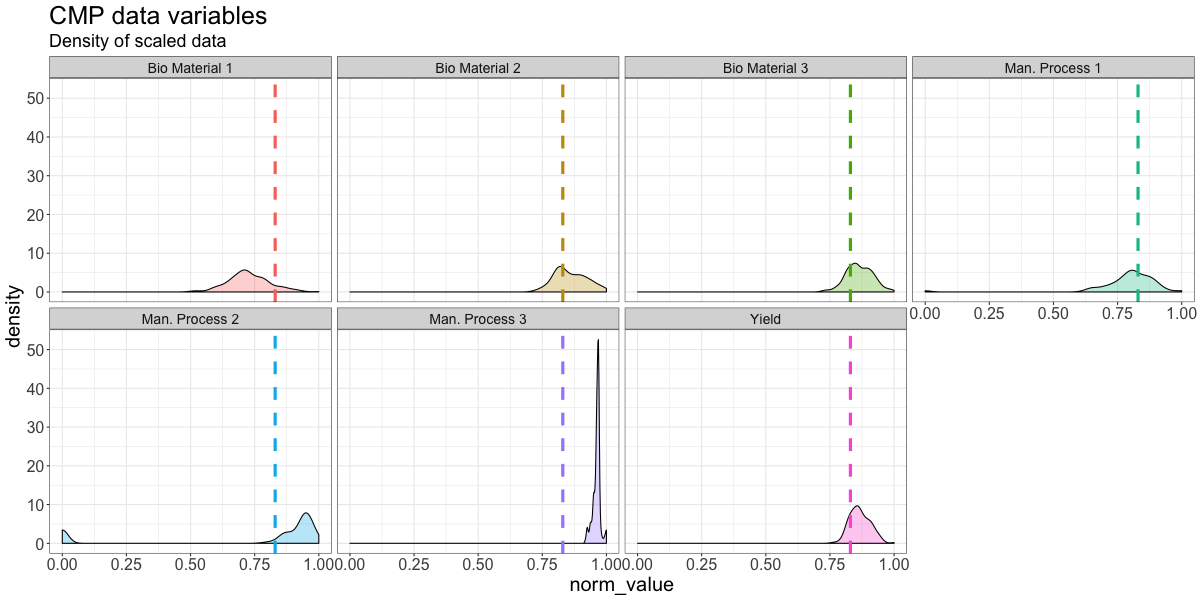 CMP data variables
Density of scaled data
Bio Material 1 Bio Material 2 Bio Material 3 Man. Process 1
50
40
30
20
10
0
0.00 0.25 0.50 0.75 1.00
Man. Process 2 Man. Process 3 Yield
50
40
30
20
10
0
0.00 0.25 0.50 0.75 1.00 0.00 0.25 0.50 0.75 1.00 0.00 0.25 0.50 0.75 1.00
density
norm_value